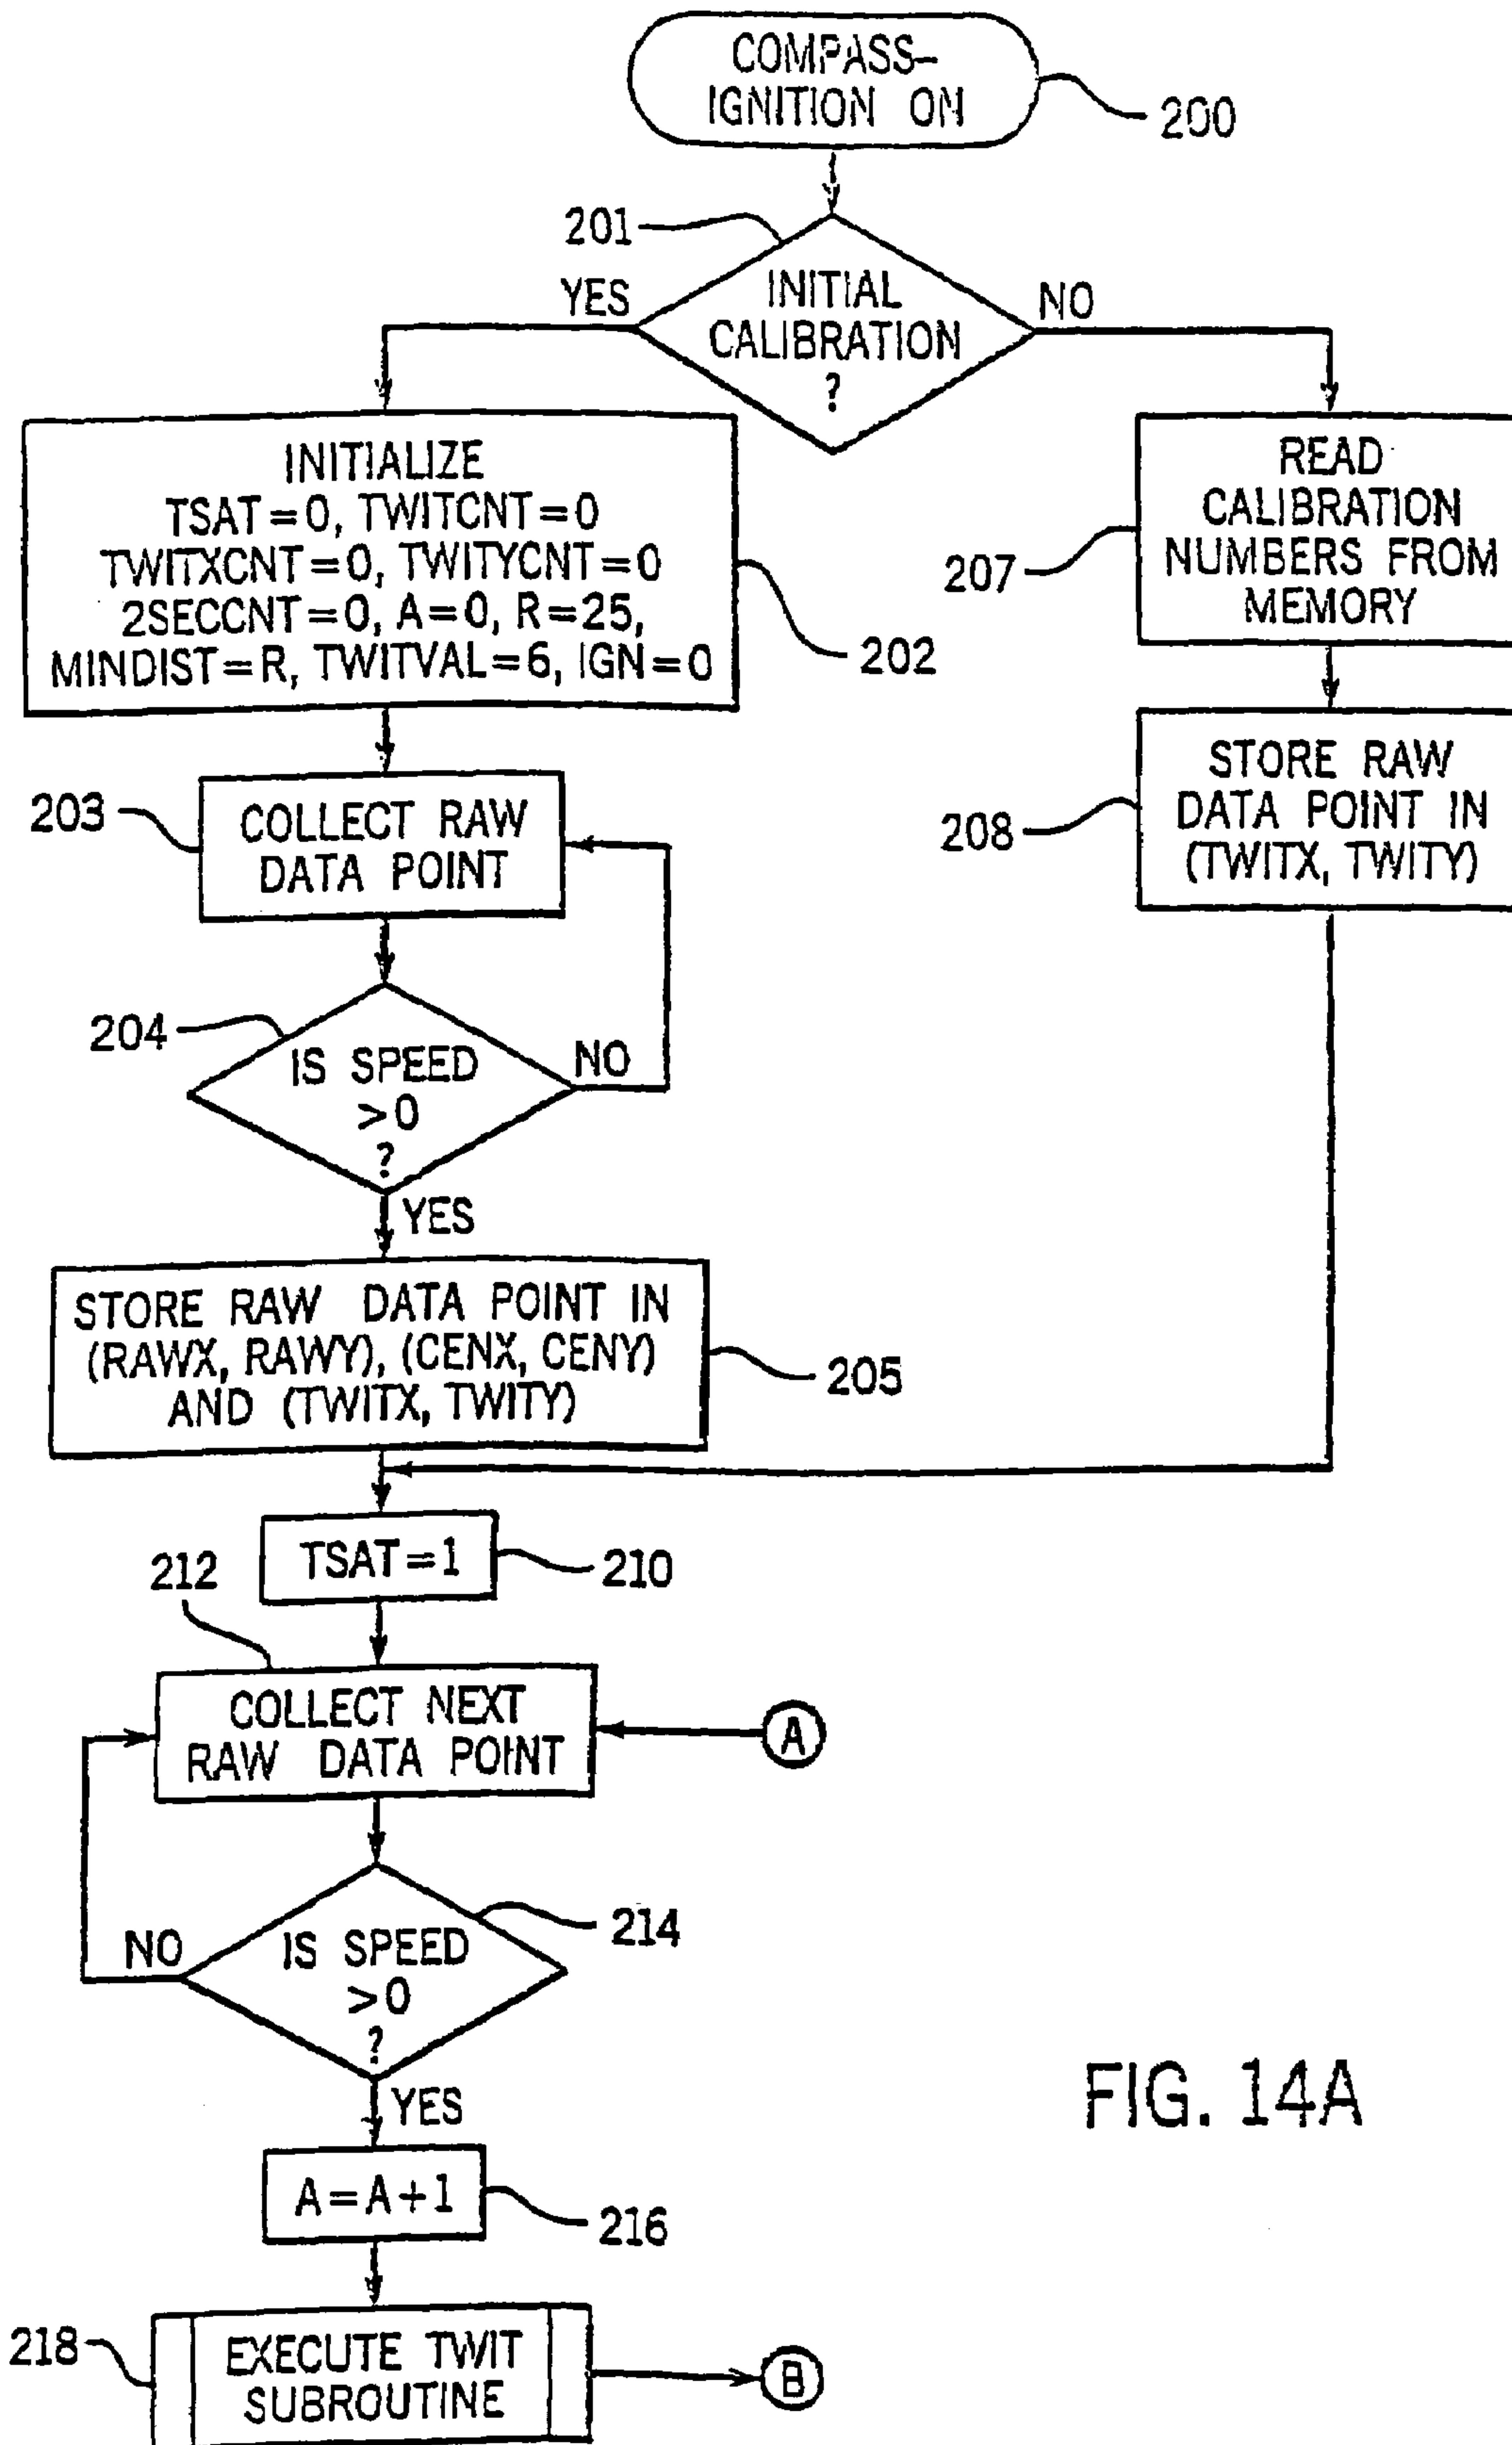 COMPASS-
IGNITION ON
200
201
YES
INITIAL
CALIBRATION
?
NO
INITIALIZE
TSAT=0, TWITCNT=0
TWITXCNT=0, TWITYCNT=0
2SECCNT=0, A=0, R=25,
MINDIST=R, TWITVAL=6, IGN=0
202
READ
CALIBRATION
NUMBERS FROM
MEMORY
207
203
COLLECT RAW
DATA POINT
STORE RAW
DATA POINT IN
(TWITX, TWITY)
208
204
IS SPEED
>0
?
NO
YES
STORE RAW DATA POINT IN
(RAWX, RAWY), (CENX, CENY)
AND (TWITX, TWITY)
205
TSAT=1
210
212
COLLECT NEXT
RAW DATA POINT
A
NO
IS SPEED
>0
?
214
YES
A=A+1
216
218
EXECUTE TWIT
SUBROUTINE
B
FIG. 14A